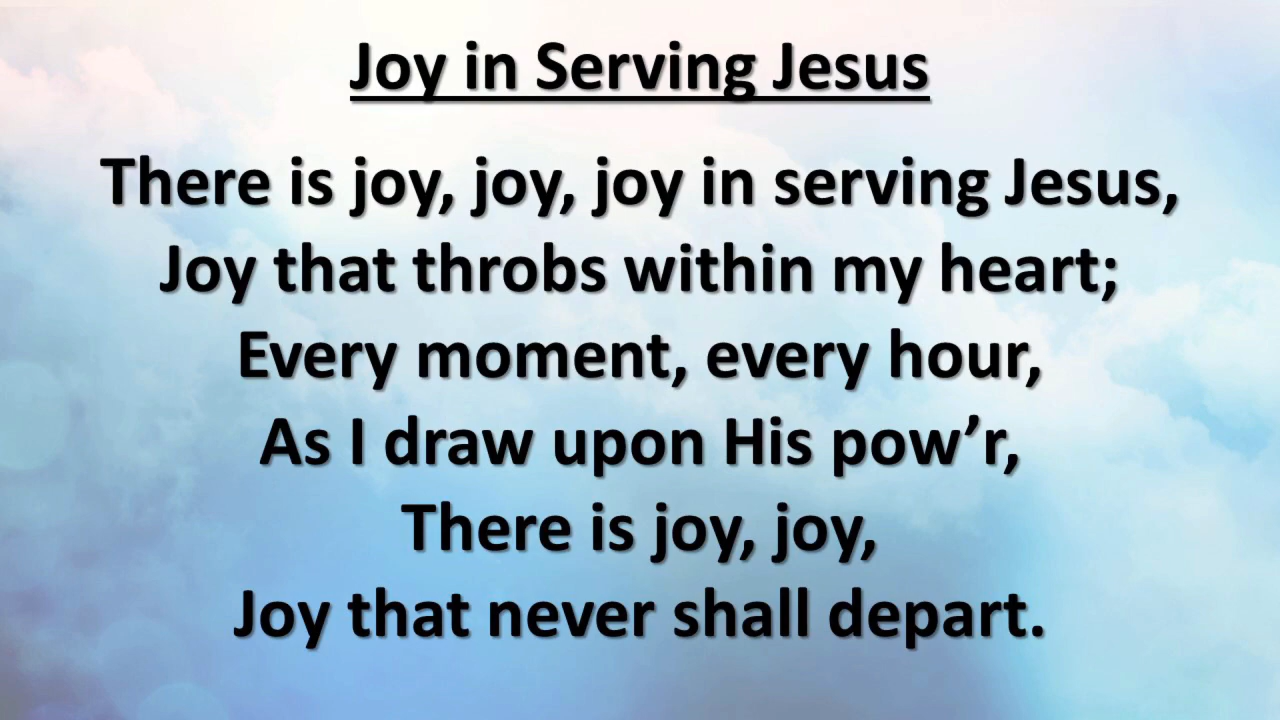 Joy in Serving Jesus
There is joy, joy, joy in serving Jesus,
Joy that throbs within my heart;
Every moment, every hour,
As I draw upon His pow’r,
There is joy, joy,
Joy that never shall depart.